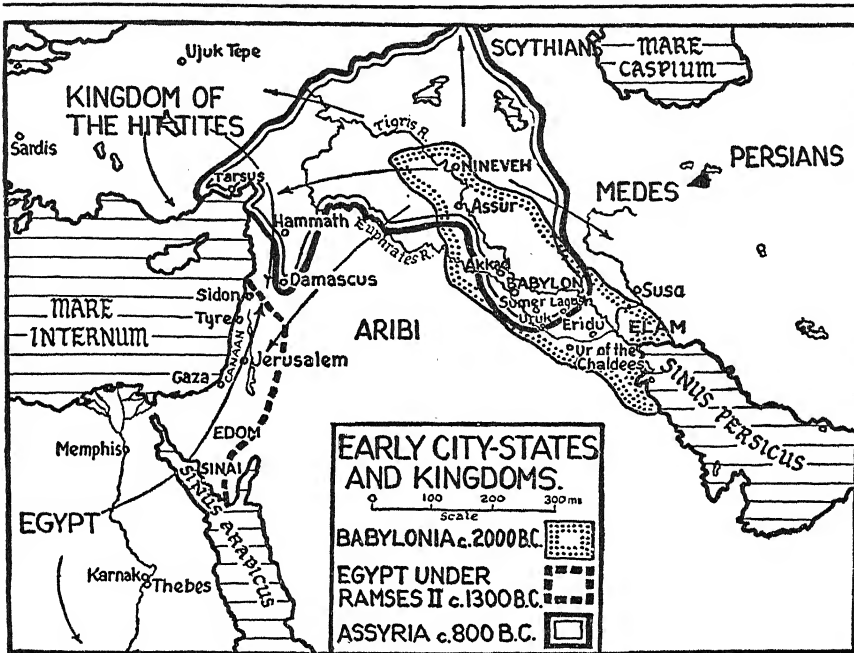 SCYTHIANS
MARE
CASPIUM
Ujuk Tepe
KINGDOM OF
THE HITTITES
Sardis
Tigris R.
NINEVEH
PERSIANS
MEDES
Tarsus
Assur
Hammath
Euphrates R.
Akkad
BABYLON
Damascus
Susa
Sidon
Sumer
Lagash
Uruk
Eridu
ELAM
MARE
INTERNUM
Tyre
ARIBI
CANAAN
Jerusalem
Ur of the
Chaldees
Gaza
SINUS PERSICUS
EDOM
Memphis
SINAI
SINUS ARABICUS
EGYPT
Karnak
Thebes
EARLY CITY-STATES
AND KINGDOMS.
0 100 200 300 ms
Scale
BABYLONIA c. 2000 B.C.
EGYPT UNDER
RAMSES II c. 1300 B.C.
ASSYRIA c. 800 B.C.